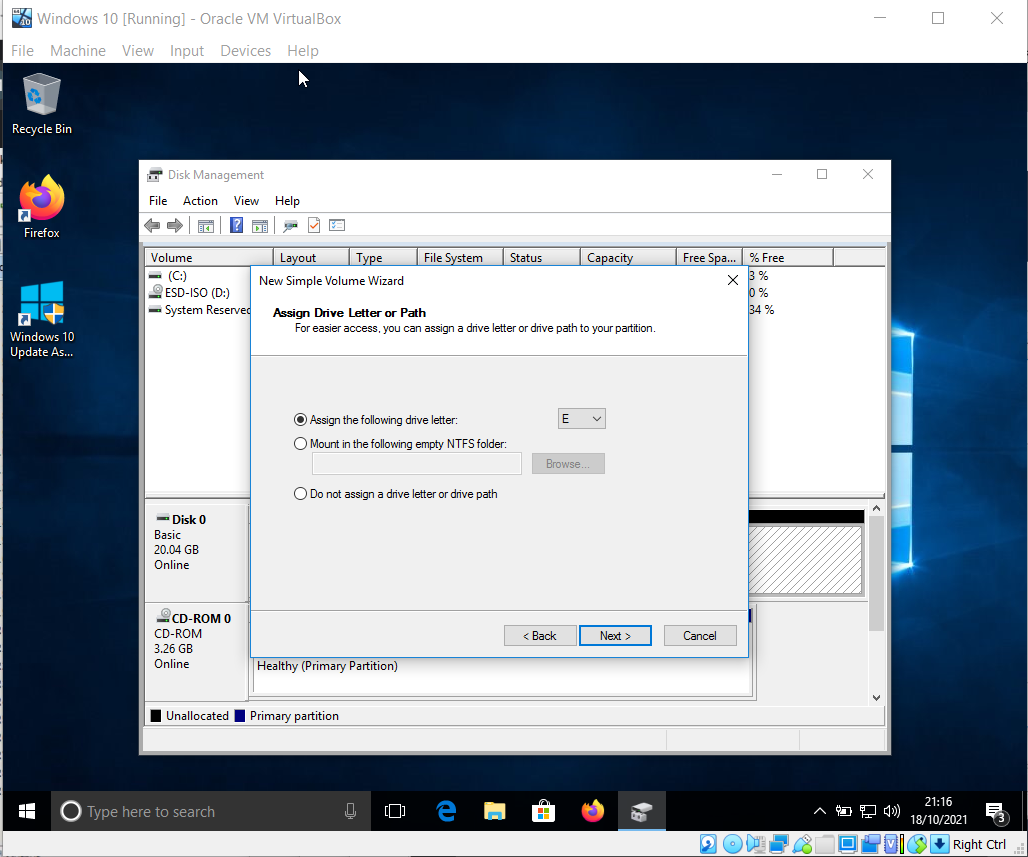 Windows 10 [Running] - Oracle VM VirtualBox
File Machine View Input Devices Help
Recycle Bin
Firefox
Windows 10
Update As...
Disk Management
File Action View Help
Volume Layout Type File System Status Capacity Free Spa... % Free
(C:) 3 %
ESD-ISO (D:) 0 %
System Reserved 34 %
New Simple Volume Wizard
Assign Drive Letter or Path
For easier access, you can assign a drive letter or drive path to your partition.
Assign the following drive letter: E
Mount in the following empty NTFS folder:
Browse...
Do not assign a drive letter or drive path
< Back Next > Cancel
Disk 0
Basic
20.04 GB
Online
CD-ROM 0
CD-ROM
3.26 GB
Online
Healthy (Primary Partition)
Unallocated Primary partition
Type here to search
21:16
18/10/2021
3
Right Ctrl